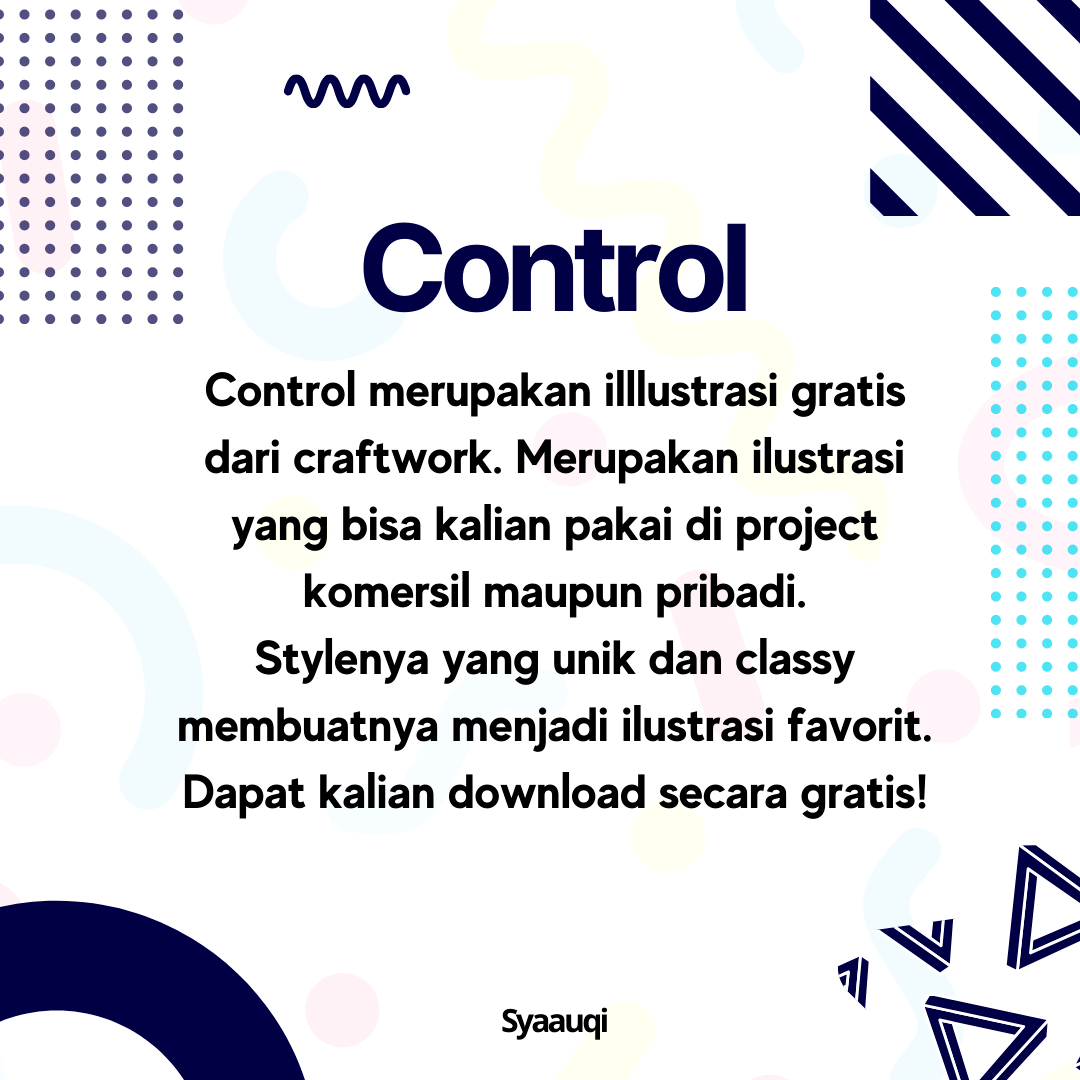 Control
Control merupakan illlustrasi gratis
dari craftwork. Merupakan ilustrasi
yang bisa kalian pakai di project
komersil maupun pribadi.
Stylenya yang unik dan classy
membuatnya menjadi ilustrasi favorit.
Dapat kalian download secara gratis!
Syaauqi